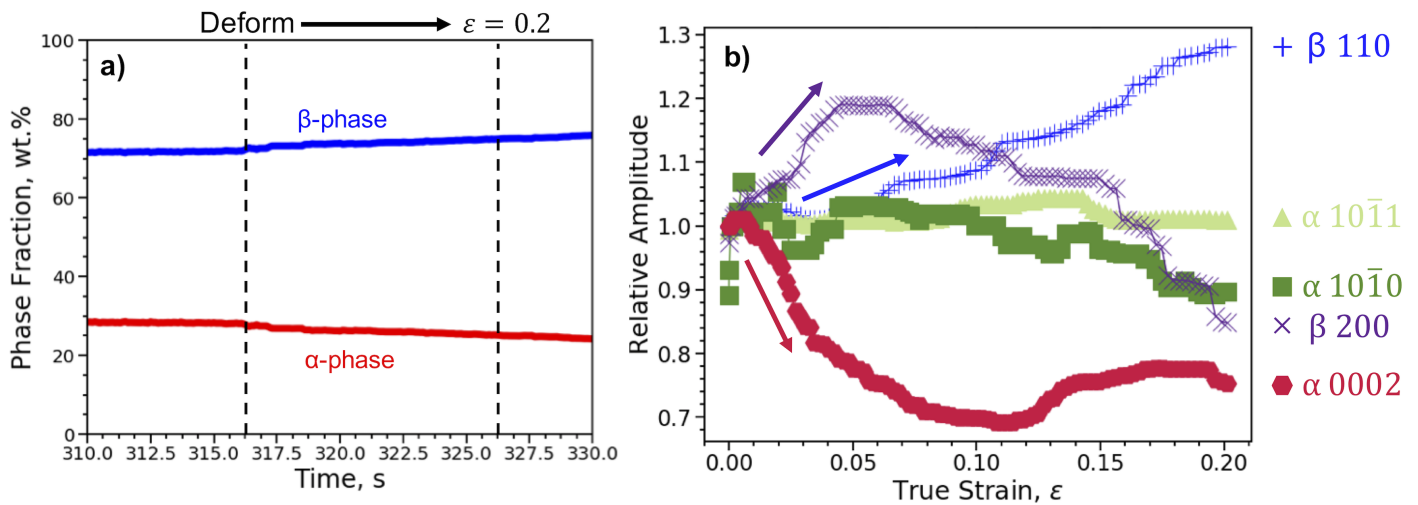 Deform ε = 0.2
a)
Phase Fraction, wt.%
100
80
60
40
20
0
β-phase
α-phase
310.0 312.5 315.0 317.5 320.0 322.5 325.0 327.5 330.0
Time, s
b)
Relative Amplitude
1.3
1.2
1.1
1.0
0.9
0.8
0.7
0.00 0.05 0.10 0.15 0.20
True Strain, ε
β 110
α 101̅1
α 101̅0
β 200
α 0002